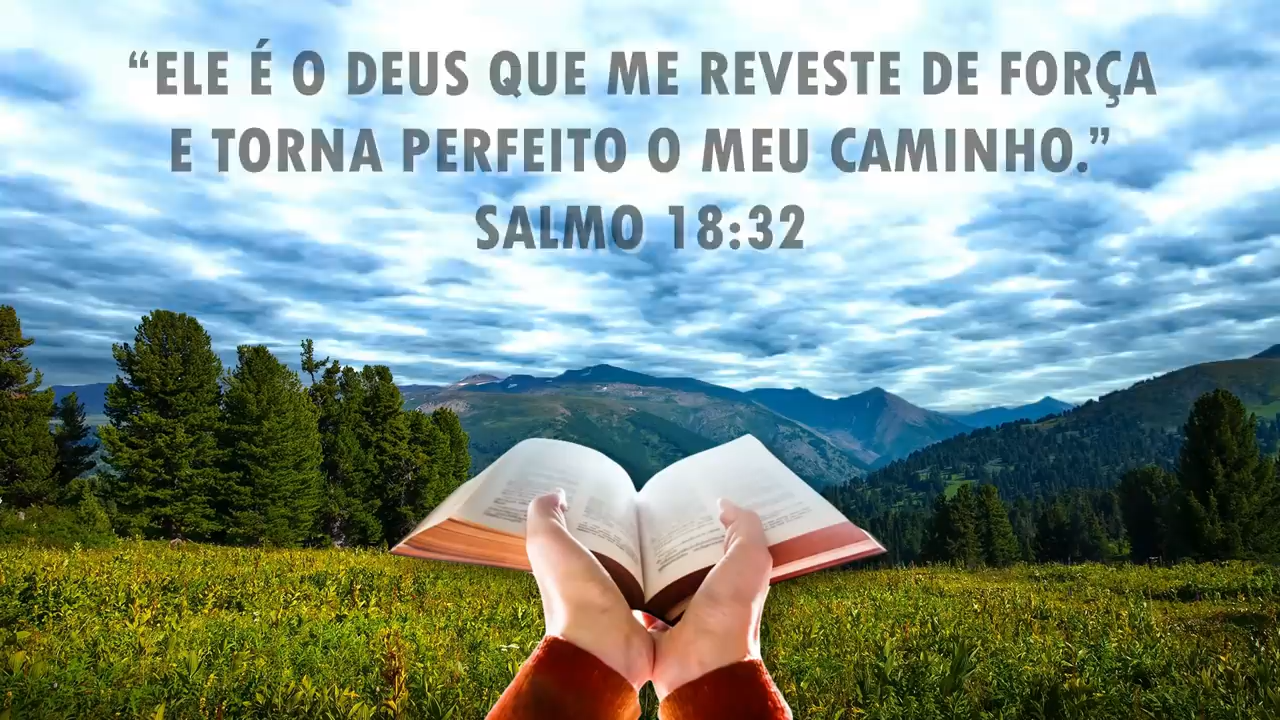 “ELE É O DEUS QUE ME REVESTE DE FORÇA
E TORNA PERFEITO O MEU CAMINHO.”
SALMO 18:32